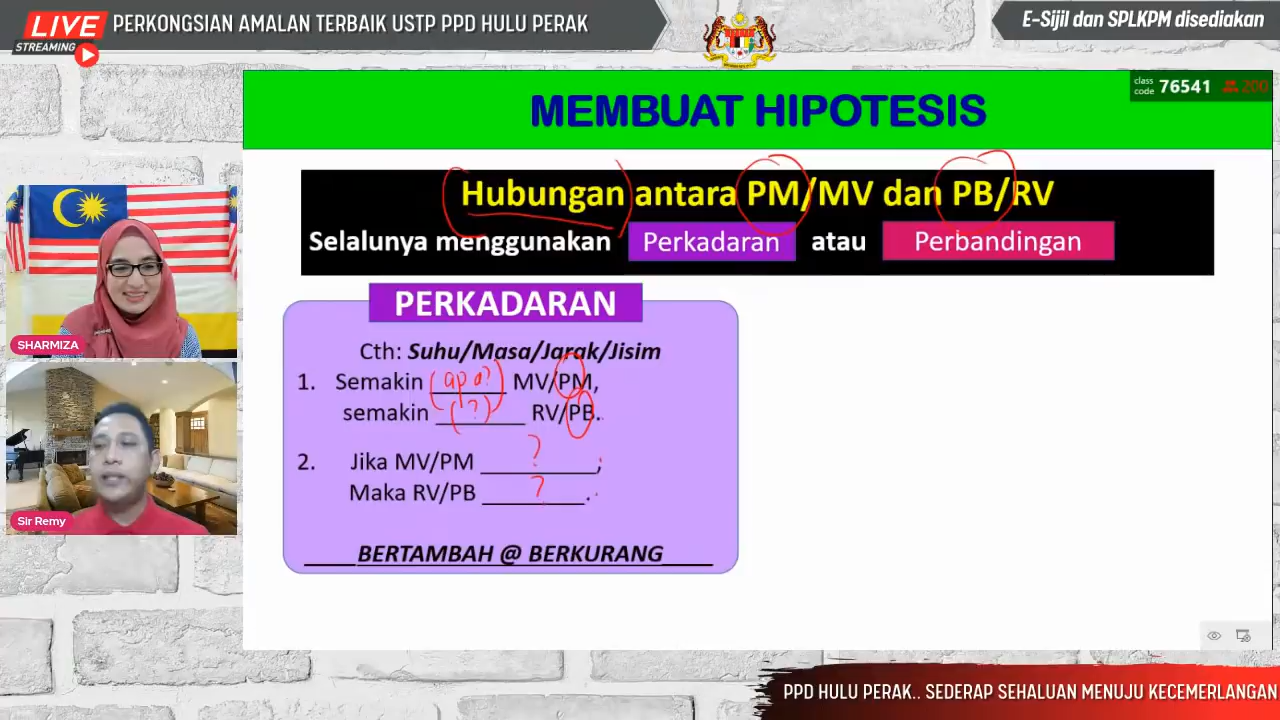 LIVE
STREAMING
PERKONGSIAN AMALAN TERBAIK USTP PPD HULU PERAK
E-Sijil dan SPLKPM disediakan
class code 76541 200
MEMBUAT HIPOTESIS
Hubungan antara PM/MV dan PB/RV
Selalunya menggunakan Perkadaran atau Perbandingan
PERKADARAN
Cth: Suhu/Masa/Jarak/Jisim
1. Semakin (apa?) MV/PM,
semakin (?) RV/PB.
2. Jika MV/PM ? ;
Maka RV/PB ? .
____BERTAMBAH @ BERKURANG____
SHARMIZA
Sir Remy
PPD HULU PERAK.. SEDERAP SEHALUAN MENUJU KECEMERLANGAN